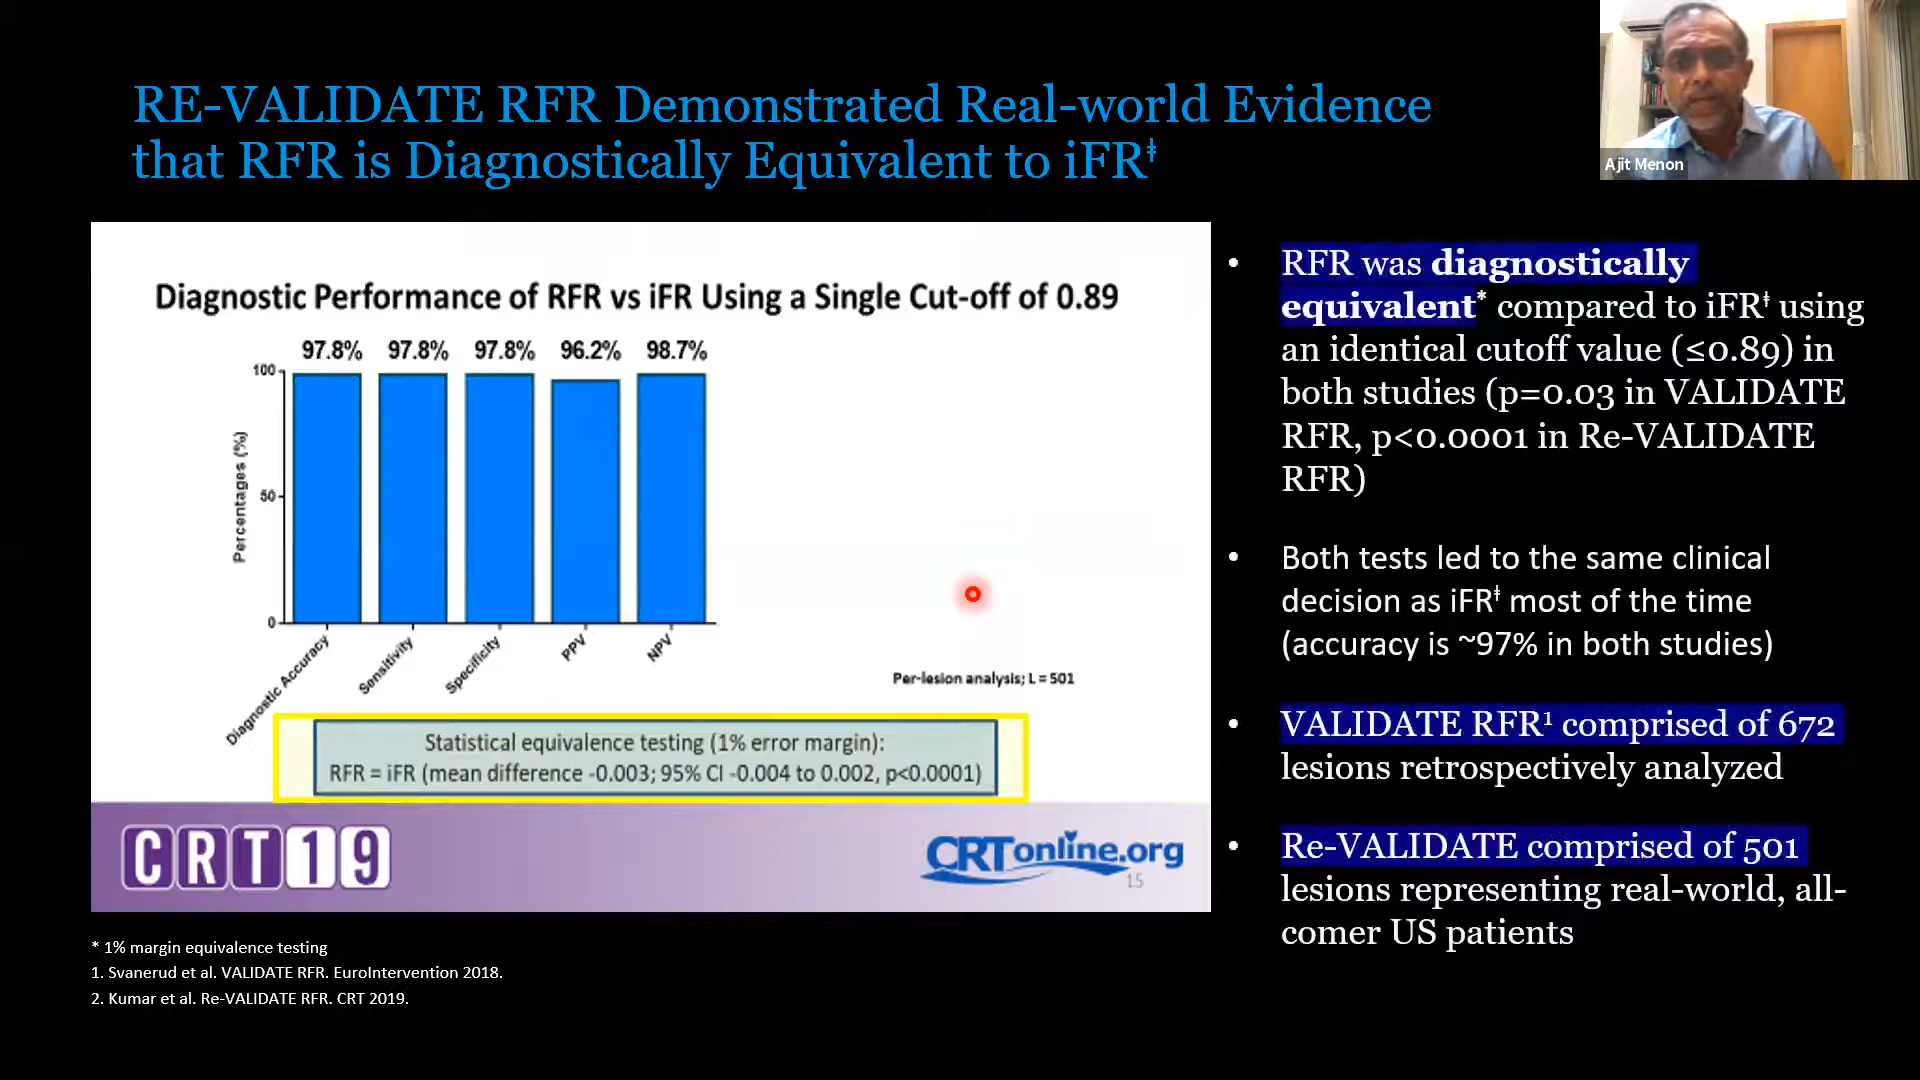 RE-VALIDATE RFR Demonstrated Real-world Evidence
that RFR is Diagnostically Equivalent to iFR‡
Ajit Menon
Diagnostic Performance of RFR vs iFR Using a Single Cut-off of 0.89
97.8% 97.8% 97.8% 96.2% 98.7%
100
50
0
Percentages (%)
Diagnostic Accuracy
Sensitivity
Specificity
PPV
NPV
Per-lesion analysis; L = 501
Statistical equivalence testing (1% error margin):
RFR = iFR (mean difference -0.003; 95% CI -0.004 to 0.002, p<0.0001)
CRT19
CRTonline.org
15
• RFR was diagnostically
equivalent* compared to iFR‡ using
an identical cutoff value (≤0.89) in
both studies (p=0.03 in VALIDATE
RFR, p<0.0001 in Re-VALIDATE
RFR)
• Both tests led to the same clinical
decision as iFR‡ most of the time
(accuracy is ~97% in both studies)
• VALIDATE RFR¹ comprised of 672
lesions retrospectively analyzed
• Re-VALIDATE comprised of 501
lesions representing real-world, all-
comer US patients
* 1% margin equivalence testing
1. Svanerud et al. VALIDATE RFR. EuroIntervention 2018.
2. Kumar et al. Re-VALIDATE RFR. CRT 2019.